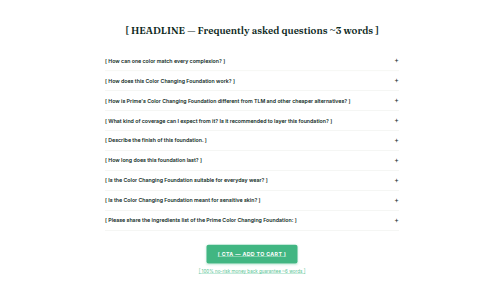 [ HEADLINE — Frequently asked questions ~3 words ]
[ How can one color match every complexion? ] +
[ How does this Color Changing Foundation work? ] +
[ How is Prime's Color Changing Foundation different from TLM and other cheaper alternatives? ] +
[ What kind of coverage can I expect from it? Is it recommended to layer this foundation? ] +
[ Describe the finish of this foundation. ] +
[ How long does this foundation last? ] +
[ Is the Color Changing Foundation suitable for everyday wear? ] +
[ Is the Color Changing Foundation meant for sensitive skin? ] +
[ Please share the ingredients list of the Prime Color Changing Foundation: ] +
[ CTA — ADD TO CART ]
[ 100% no-risk money back guarantee ~6 words ]